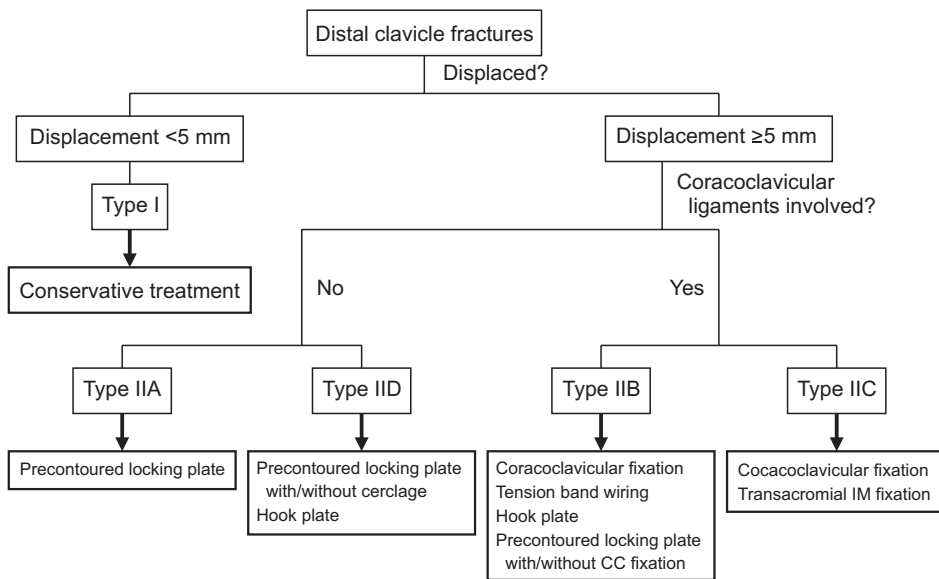 Distal clavicle fractures
Displaced?
Displacement <5 mm
Displacement ≥5 mm
Type I
Coracoclavicular
ligaments involved?
Conservative treatment
No
Yes
Type IIA
Type IID
Type IIB
Type IIC
Precontoured locking plate
Precontoured locking plate
with/without cerclage
Hook plate
Coracoclavicular fixation
Tension band wiring
Hook plate
Precontoured locking plate
with/without CC fixation
Cocacoclavicular fixation
Transacromial IM fixation